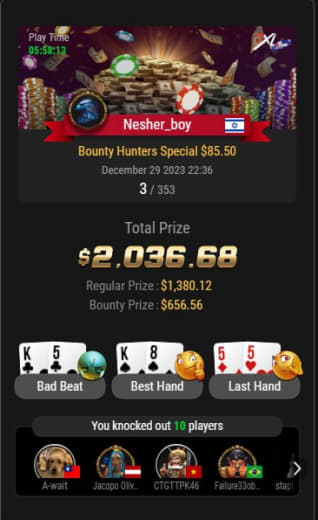 Play Time
05:58:13
Nesher_boy
Bounty Hunters Special $85.50
December 29 2023 22:36
3 / 353
Total Prize
$2,036.68
Regular Prize : $1,380.12
Bounty Prize : $656.56
K 5 K 8 5 5
Bad Beat Best Hand Last Hand
You knocked out 10 players
A-wait Jacopo Oliv.. CTGTTPK46 Failure33ob.. stap